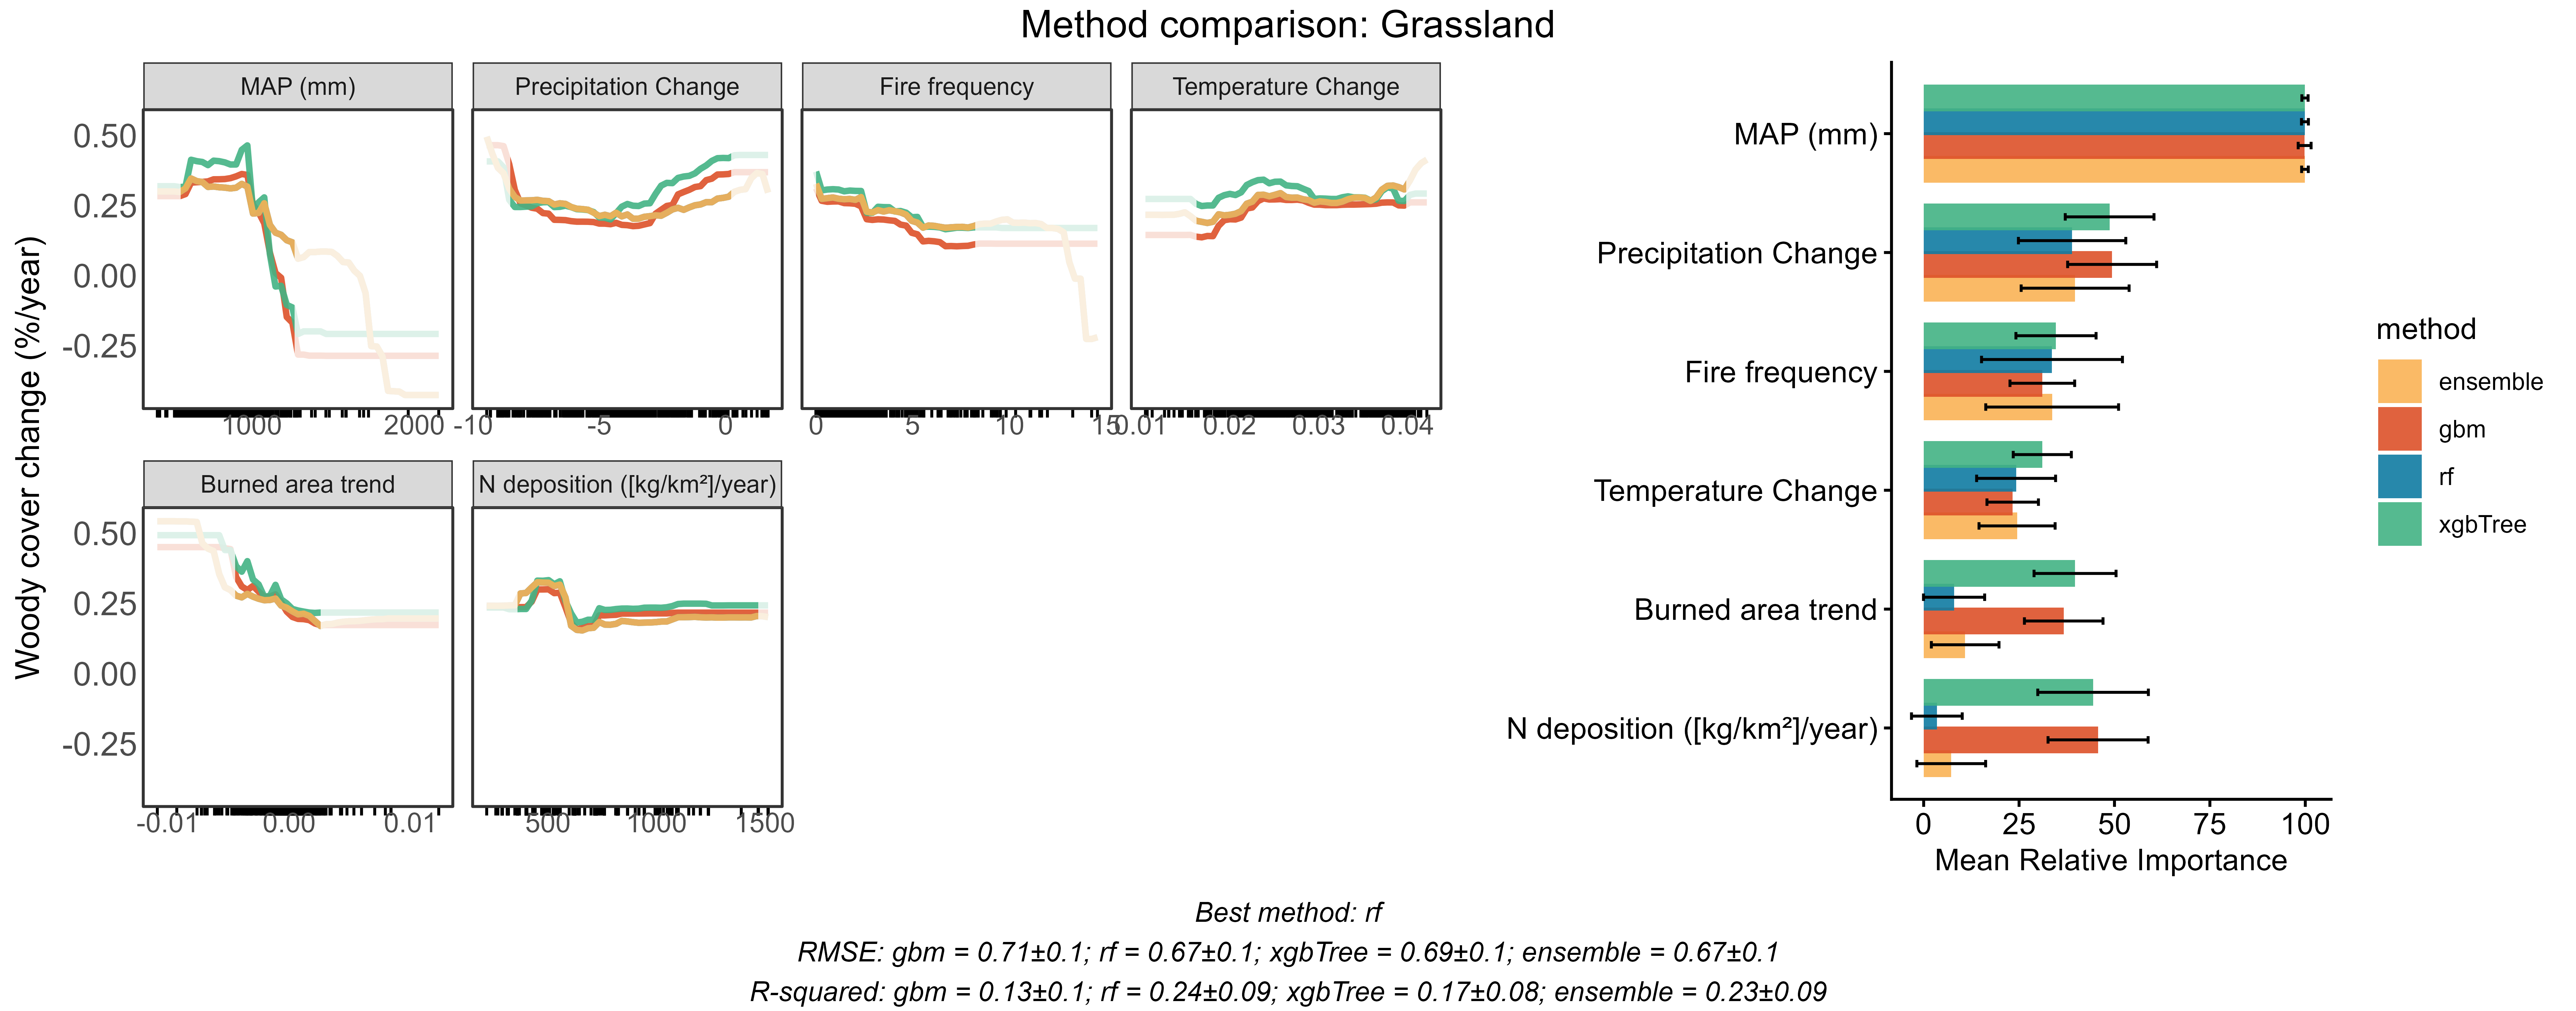 Method comparison: Grassland
MAP (mm)
Precipitation Change
Fire frequency
Temperature Change
Woody cover change (%/year)
0.50
0.25
0.00
-0.25
1000 2000
-10 -5 0
0 5 10 15
0.01 0.02 0.03 0.04
Burned area trend
N deposition ([kg/km²]/year)
0.50
0.25
0.00
-0.25
-0.01 0.00 0.01
500 1000 1500
MAP (mm)
Precipitation Change
Fire frequency
Temperature Change
Burned area trend
N deposition ([kg/km²]/year)
0 25 50 75 100
Mean Relative Importance
method
ensemble
gbm
rf
xgbTree
Best method: rf
RMSE: gbm = 0.71±0.1; rf = 0.67±0.1; xgbTree = 0.69±0.1; ensemble = 0.67±0.1
R-squared: gbm = 0.13±0.1; rf = 0.24±0.09; xgbTree = 0.17±0.08; ensemble = 0.23±0.09